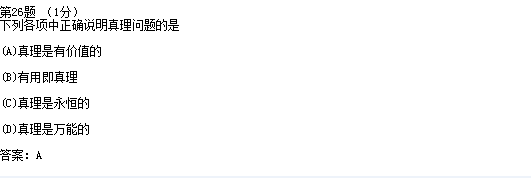 第26题 （1分）
下列各项中正确说明真理问题的是
(A)真理是有价值的
(B)有用即真理
(C)真理是永恒的
(D)真理是万能的
答案: A